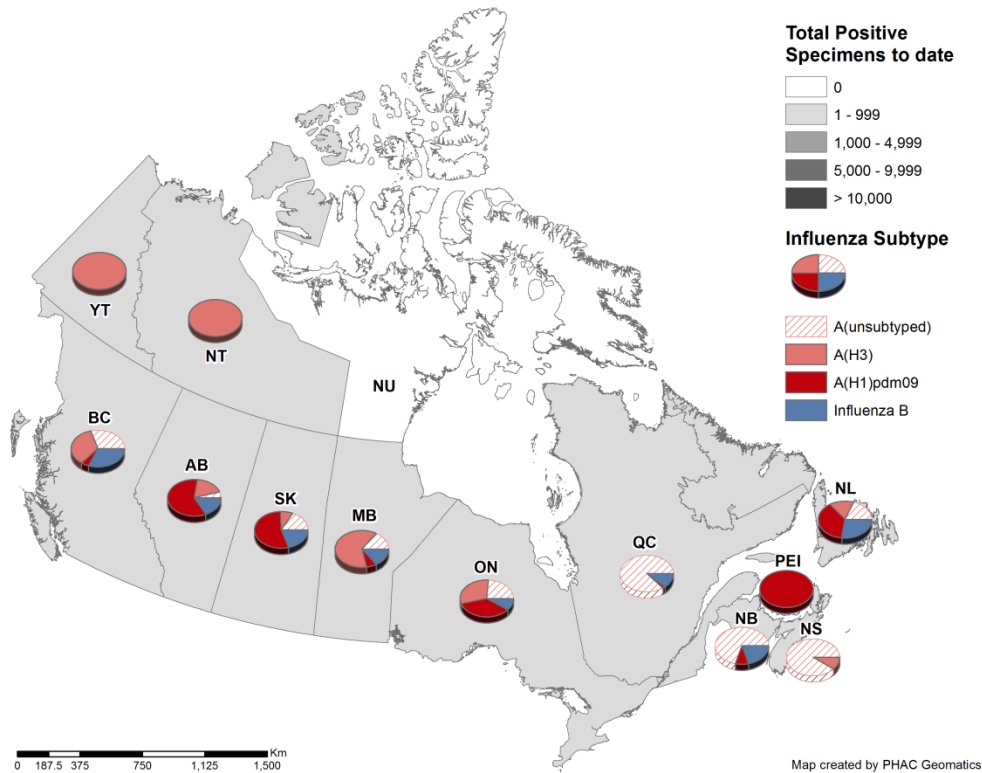 Total Positive
Specimens to date
0
1 - 999
1,000 - 4,999
5,000 - 9,999
> 10,000
Influenza Subtype
A(unsubtyped)
A(H3)
A(H1)pdm09
Influenza B
YT
NT
NU
BC
AB
SK
MB
ON
QC
NL
PEI
NB
NS
Km
0 187.5 375 750 1,125 1,500
Map created by PHAC Geomatics